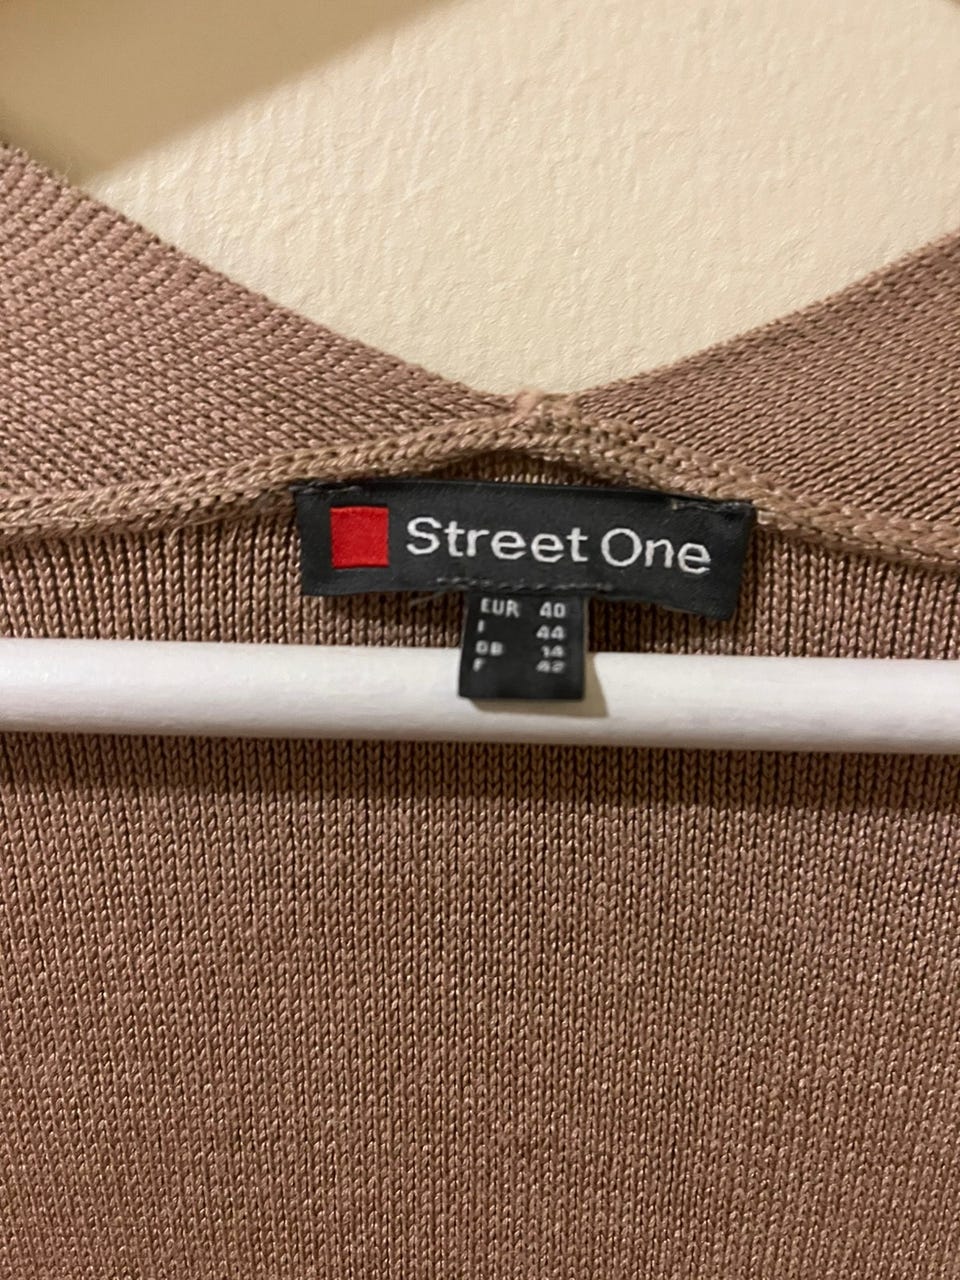 Street One
EUR 40
I 44
GB 14
F 42